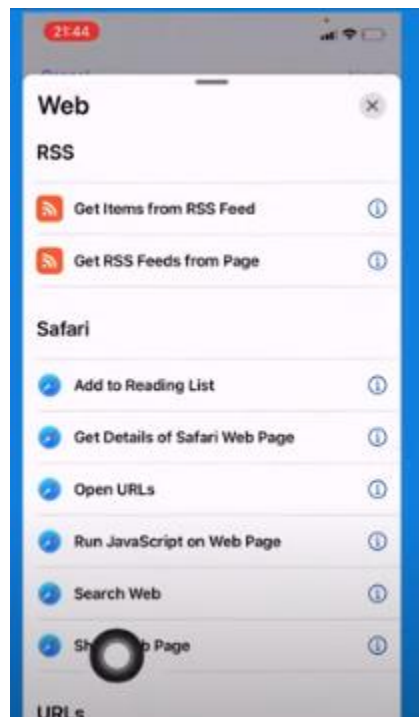 21:44
Web
RSS
Get Items from RSS Feed
Get RSS Feeds from Page
Safari
Add to Reading List
Get Details of Safari Web Page
Open URLs
Run JavaScript on Web Page
Search Web
Page
URLs